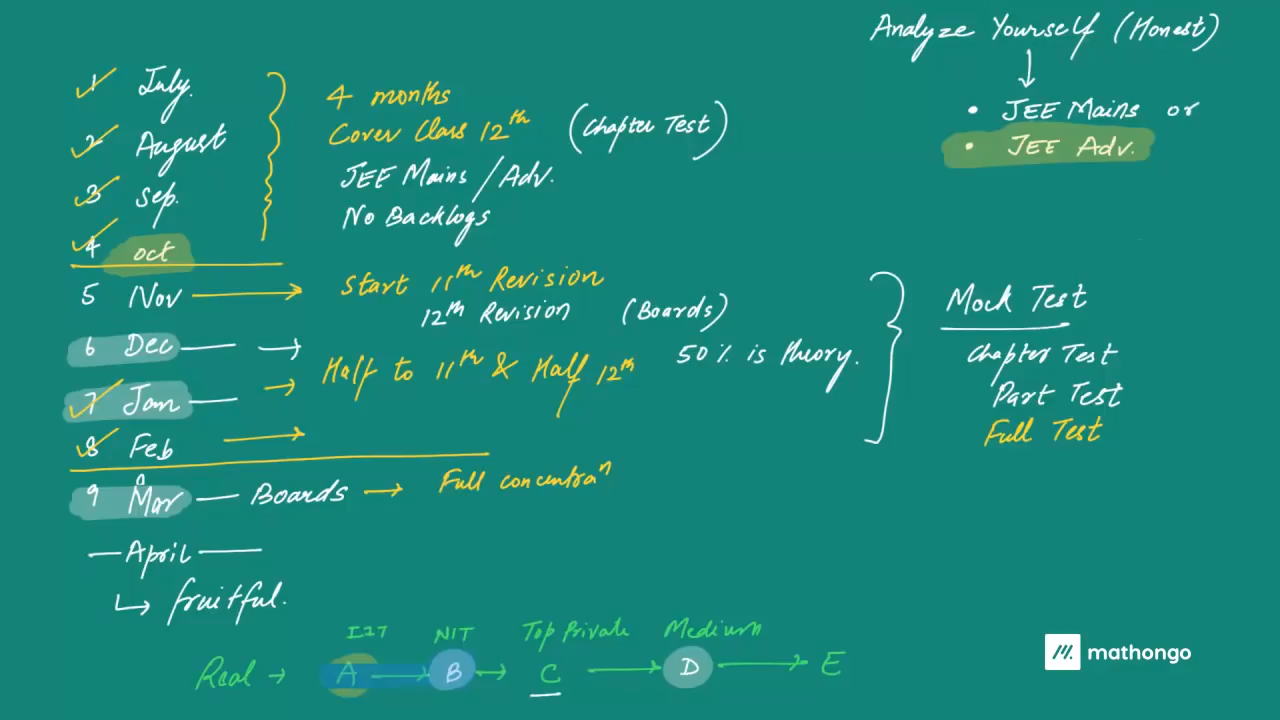 Analyze Yourself (Honest)
• JEE Mains or
• JEE Adv.
1 July
2 August
3 Sep.
4 Oct
4 months
Cover Class 12th (Chapter Test)
JEE Mains / Adv.
No Backlogs
5 Nov → Start 11th Revision
12th Revision (Boards)
6 Dec →
Half to 11th & Half 12th
50% is theory.
7 Jan →
8 Feb →
Mock Test
Chapter Test
Part Test
Full Test
9 Mar — Boards → Full concentraⁿ
— April —
↳ fruitful.
IIT NIT Top Private Medium
Real → A → B → C → D → E
mathongo